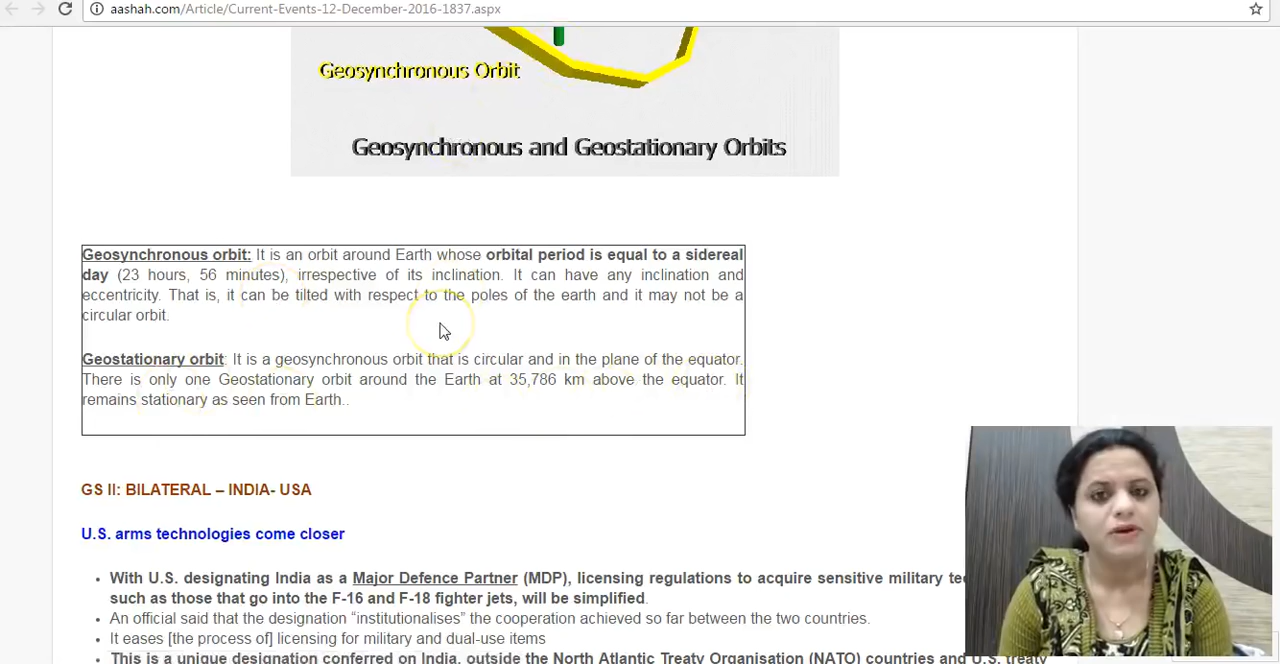 aashah.com/Article/Current-Events-12-December-2016-1837.aspx
Geosynchronous Orbit
Geosynchronous and Geostationary Orbits
Geosynchronous orbit: It is an orbit around Earth whose orbital period is equal to a sidereal
day (23 hours, 56 minutes), irrespective of its inclination. It can have any inclination and
eccentricity. That is, it can be tilted with respect to the poles of the earth and it may not be a
circular orbit.
Geostationary orbit: It is a geosynchronous orbit that is circular and in the plane of the equator.
There is only one Geostationary orbit around the Earth at 35,786 km above the equator. It
remains stationary as seen from Earth..
GS II: BILATERAL – INDIA- USA
U.S. arms technologies come closer
• With U.S. designating India as a Major Defence Partner (MDP), licensing regulations to acquire sensitive military
such as those that go into the F-16 and F-18 fighter jets, will be simplified.
• An official said that the designation “institutionalises” the cooperation achieved so far between the two countries.
• It eases [the process of] licensing for military and dual-use items
• This is a unique designation conferred on India, outside the North Atlantic Treaty Organisation (NATO) countries and U.S. treaty